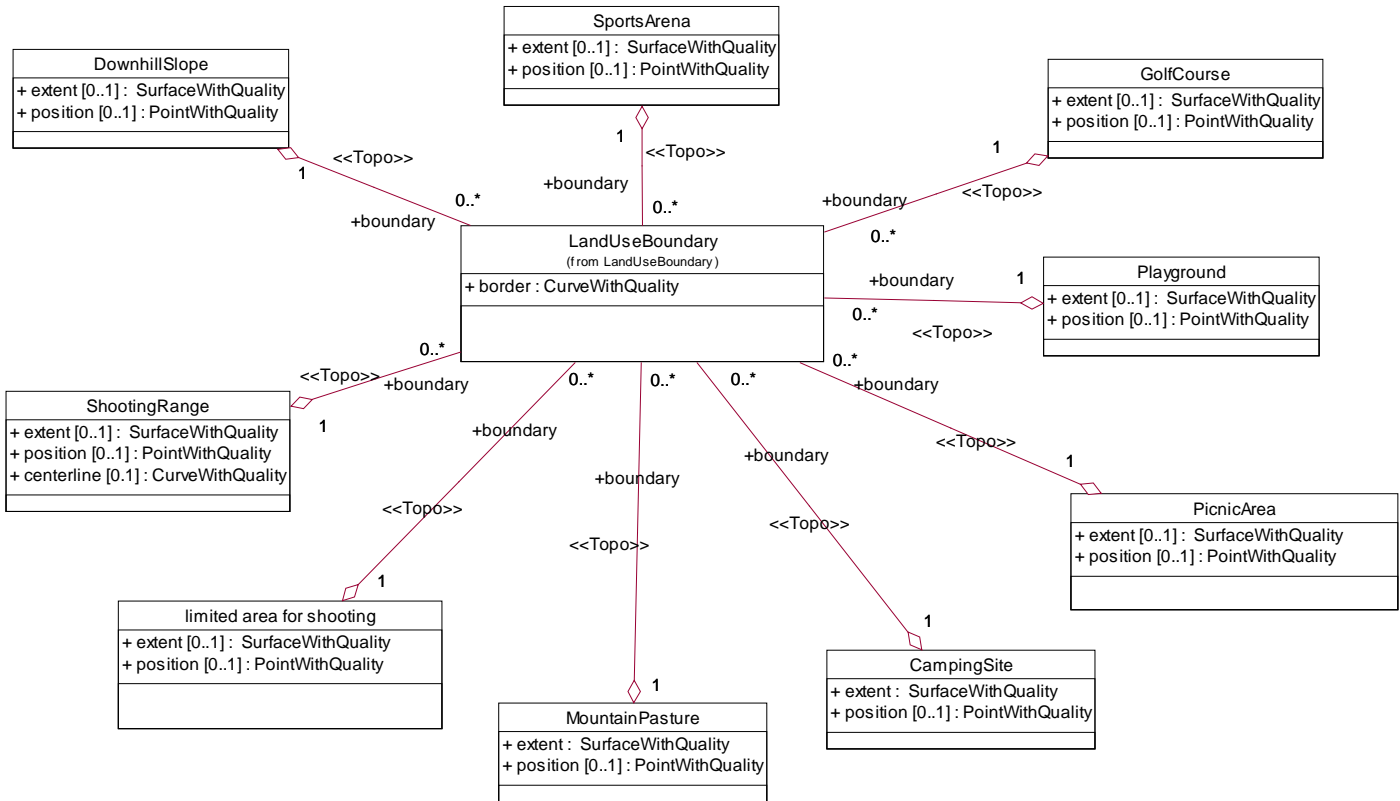 SportsArena
+ extent [0..1] : SurfaceWithQuality
+ position [0..1] : PointWithQuality
DownhillSlope
+ extent [0..1] : SurfaceWithQuality
+ position [0..1] : PointWithQuality
GolfCourse
+ extent [0..1] : SurfaceWithQuality
+ position [0..1] : PointWithQuality
1
<<Topo>>
+boundary
0..*
1
<<Topo>>
+boundary
0..*
1
<<Topo>>
+boundary
0..*
LandUseBoundary
(from LandUseBoundary)
+ border : CurveWithQuality
+boundary
1
0..*
<<Topo>>
Playground
+ extent [0..1] : SurfaceWithQuality
+ position [0..1] : PointWithQuality
0..*
<<Topo>>
+boundary
1
ShootingRange
+ extent [0..1] : SurfaceWithQuality
+ position [0..1] : PointWithQuality
+ centerline [0.1] : CurveWithQuality
0..*
+boundary
<<Topo>>
1
0..*
+boundary
<<Topo>>
1
0..*
+boundary
<<Topo>>
1
0..*
+boundary
<<Topo>>
1
PicnicArea
+ extent [0..1] : SurfaceWithQuality
+ position [0..1] : PointWithQuality
limited area for shooting
+ extent [0..1] : SurfaceWithQuality
+ position [0..1] : PointWithQuality
CampingSite
+ extent : SurfaceWithQuality
+ position [0..1] : PointWithQuality
MountainPasture
+ extent : SurfaceWithQuality
+ position [0..1] : PointWithQuality